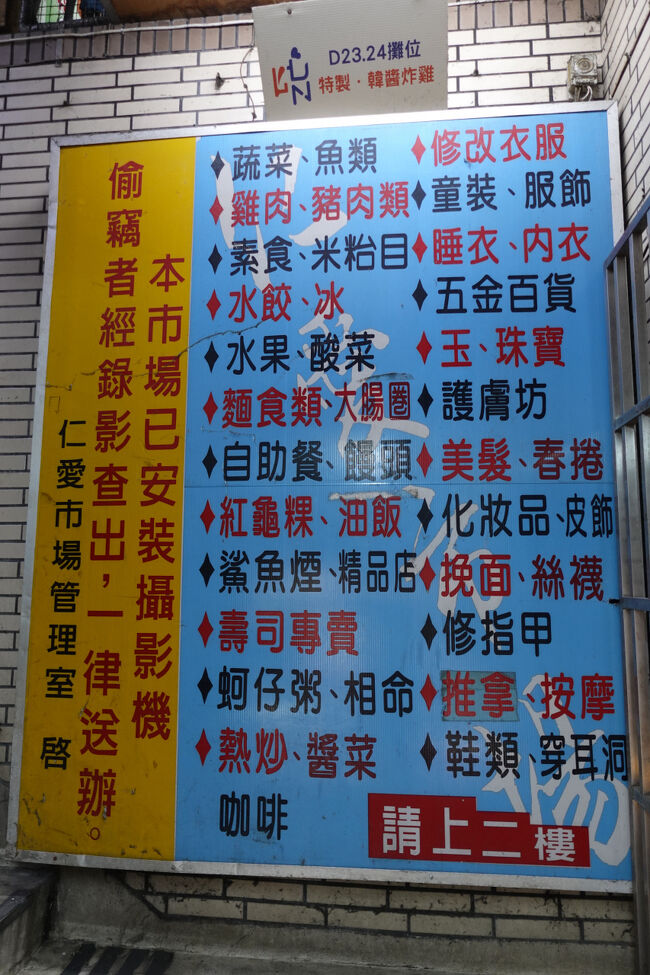 D23.24攤位
特製·韓醬炸雞
本市場已安裝攝影機
偷竊者經錄影查出，一律送辦。
仁愛市場管理室 啓
♦蔬菜、魚類
♦雞肉、豬肉類
♦素食、米粉目
♦水餃、冰
♦水果、酸菜
♦麵食類、大腸圈
♦自助餐、饅頭
♦紅龜粿、油飯
♦鯊魚煙、精品店
♦壽司專賣
♦蚵仔粥、相命
♦熱炒、醬菜
咖啡
♦修改衣服
♦童裝、服飾
♦睡衣、內衣
♦五金百貨
♦玉、珠寶
♦護膚坊
♦美髮、春捲
♦化妝品、皮飾
♦挽面、絲襪
♦修指甲
♦推拿、按摩
♦鞋類、穿耳洞
請上二樓